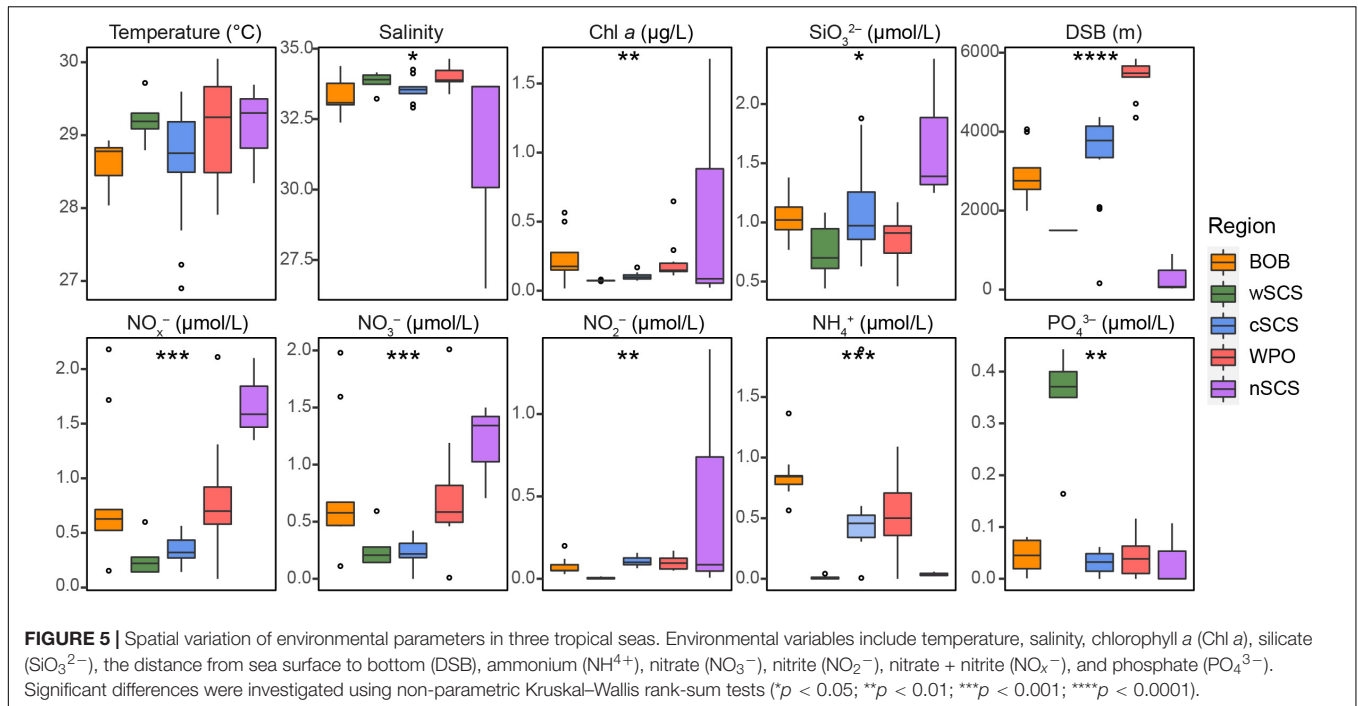 Temperature (°C)
Salinity
Chl a (µg/L)
SiO₃²⁻ (µmol/L)
DSB (m)
30
29
28
27
35.0
32.5
30.0
27.5
*
1.5
1.0
0.5
0.0
**
2.0
1.5
1.0
0.5
*
6000
4000
2000
0
****
NOₓ⁻ (µmol/L)
NO₃⁻ (µmol/L)
NO₂⁻ (µmol/L)
NH₄⁺ (µmol/L)
PO₄³⁻ (µmol/L)
2.0
1.5
1.0
0.5
0.0
***
2.0
1.5
1.0
0.5
0.0
***
1.0
0.5
0.0
**
1.5
1.0
0.5
0.0
***
0.4
0.3
0.2
0.1
0.0
**
Region
BOB
wSCS
cSCS
WPO
nSCS
FIGURE 5 | Spatial variation of environmental parameters in three tropical seas. Environmental variables include temperature, salinity, chlorophyll a (Chl a), silicate
(SiO₃²⁻), the distance from sea surface to bottom (DSB), ammonium (NH⁴⁺), nitrate (NO₃⁻), nitrite (NO₂⁻), nitrate + nitrite (NOₓ⁻), and phosphate (PO₄³⁻).
Significant differences were investigated using non-parametric Kruskal–Wallis rank-sum tests (*p < 0.05; **p < 0.01; ***p < 0.001; ****p < 0.0001).